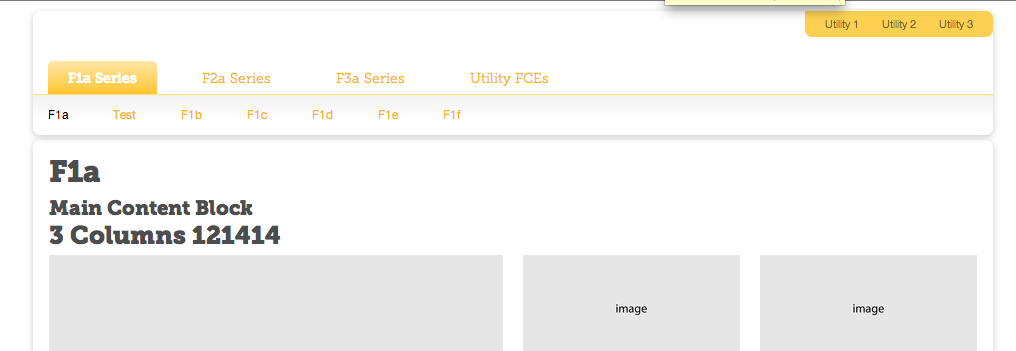 Utility 1 Utility 2 Utility 3
F1a Series F2a Series F3a Series Utility FCEs
F1a Test F1b F1c F1d F1e F1f
F1a
Main Content Block
3 Columns 121414
image image